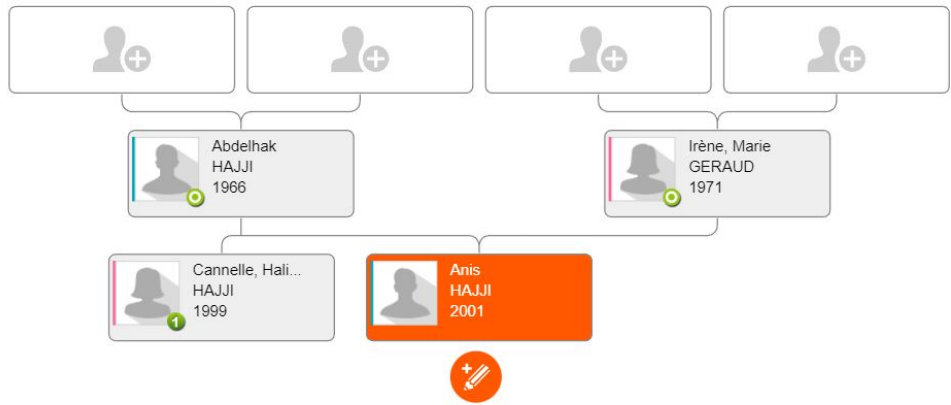 Abdelhak
HAJJI
1966
Irène, Marie
GERAUD
1971
Cannelle, Hali...
HAJJI
1999
1
Anis
HAJJI
2001